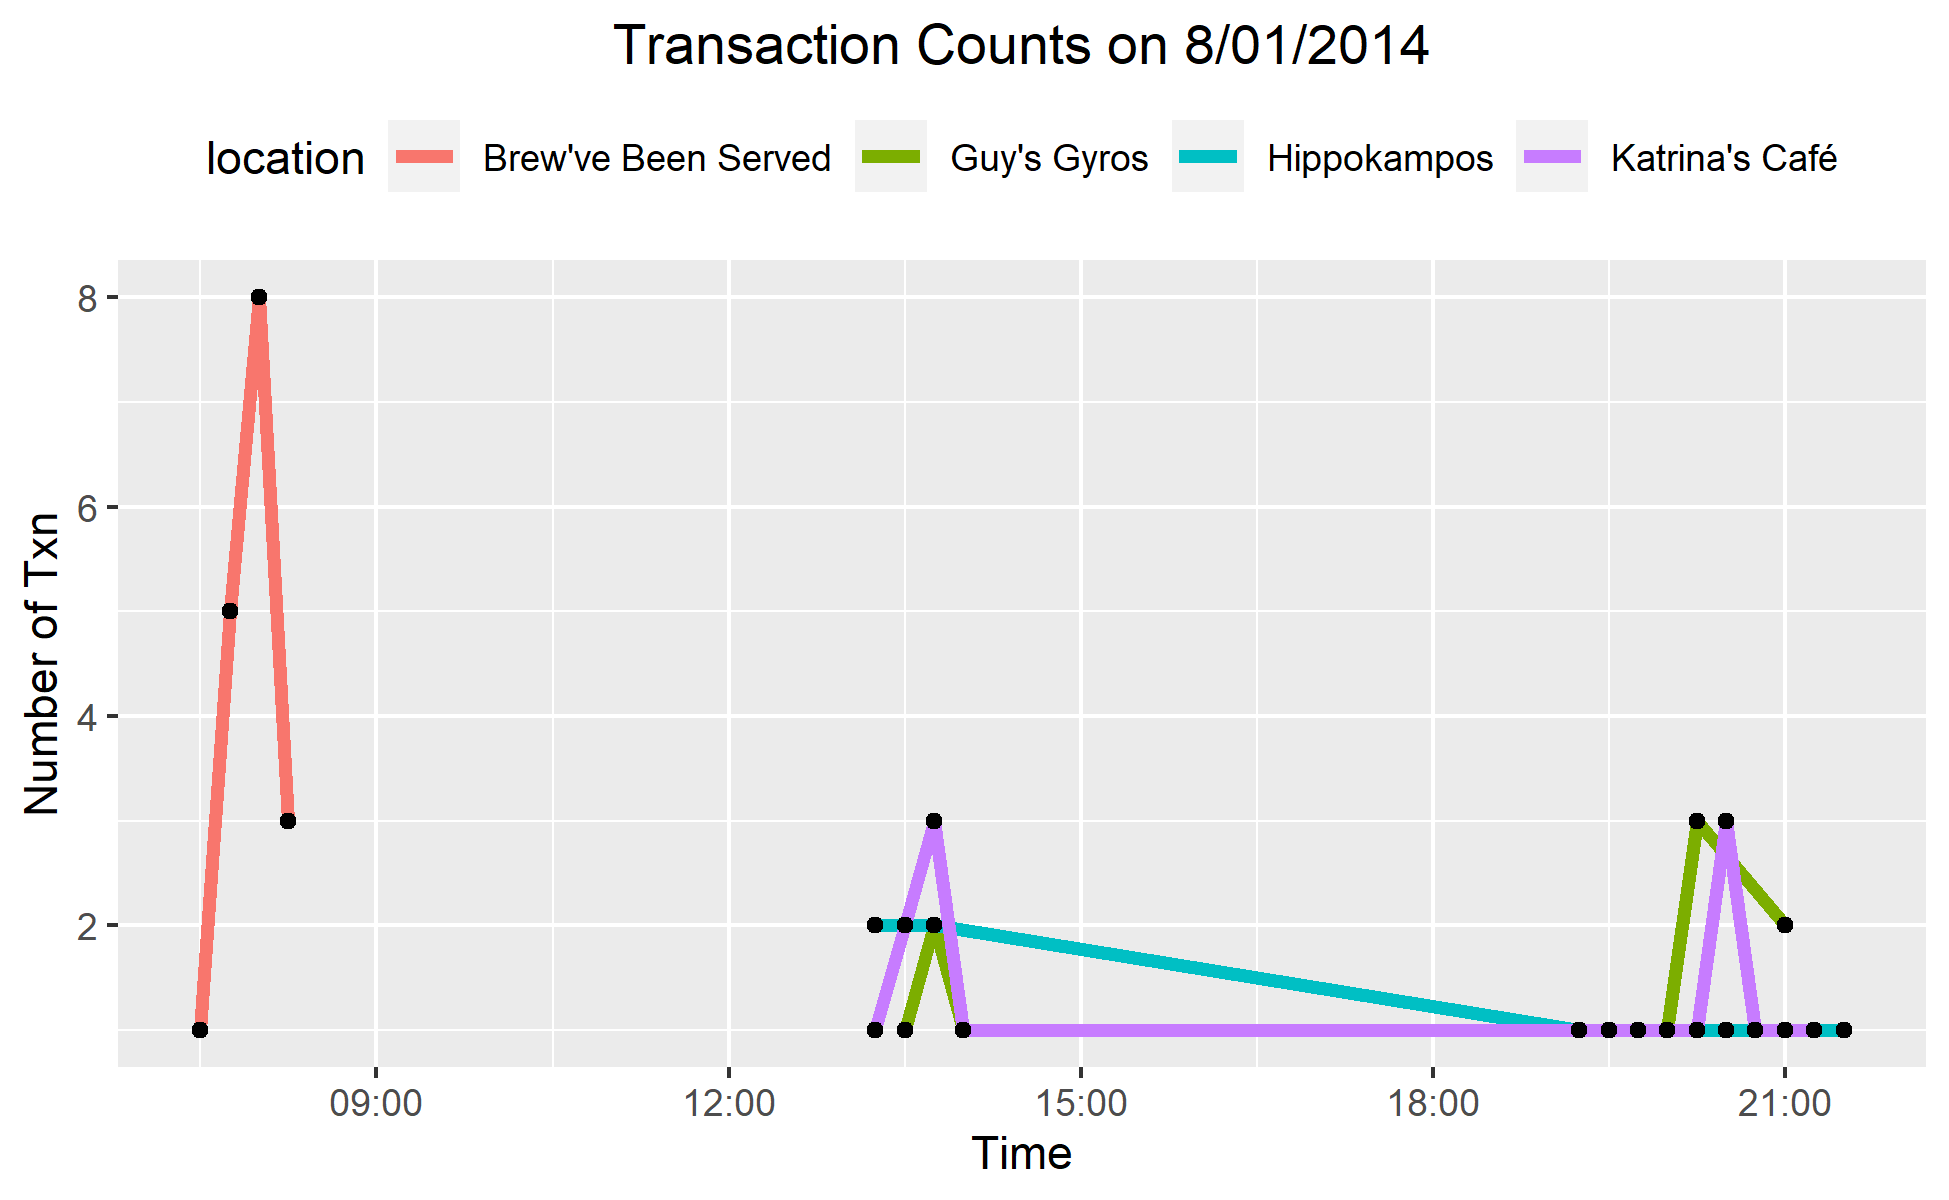 Transaction Counts on 8/01/2014
location Brew've Been Served Guy's Gyros Hippokampos Katrina's Café
8
6
4
2
Number of Txn
09:00 12:00 15:00 18:00 21:00
Time